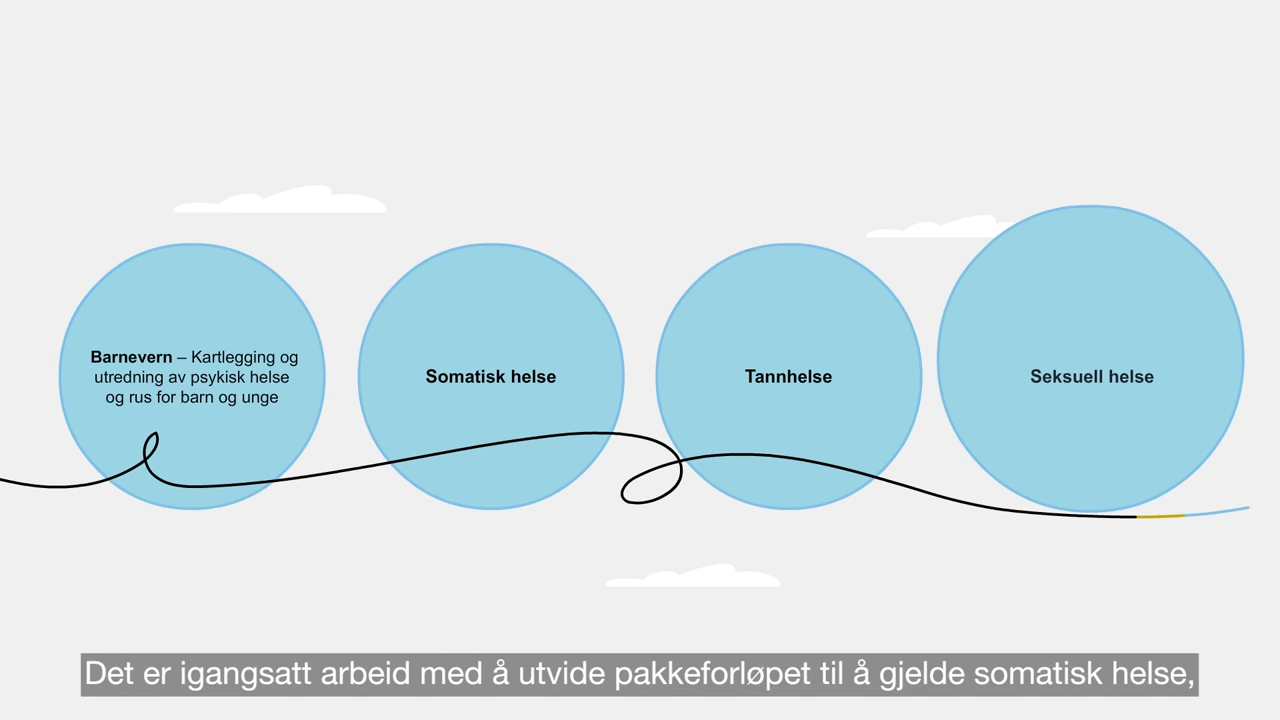 Barnevern – Kartlegging og
utredning av psykisk helse
og rus for barn og unge
Somatisk helse
Tannhelse
Seksuell helse
Det er igangsatt arbeid med å utvide pakkeforløpet til å gjelde somatisk helse,